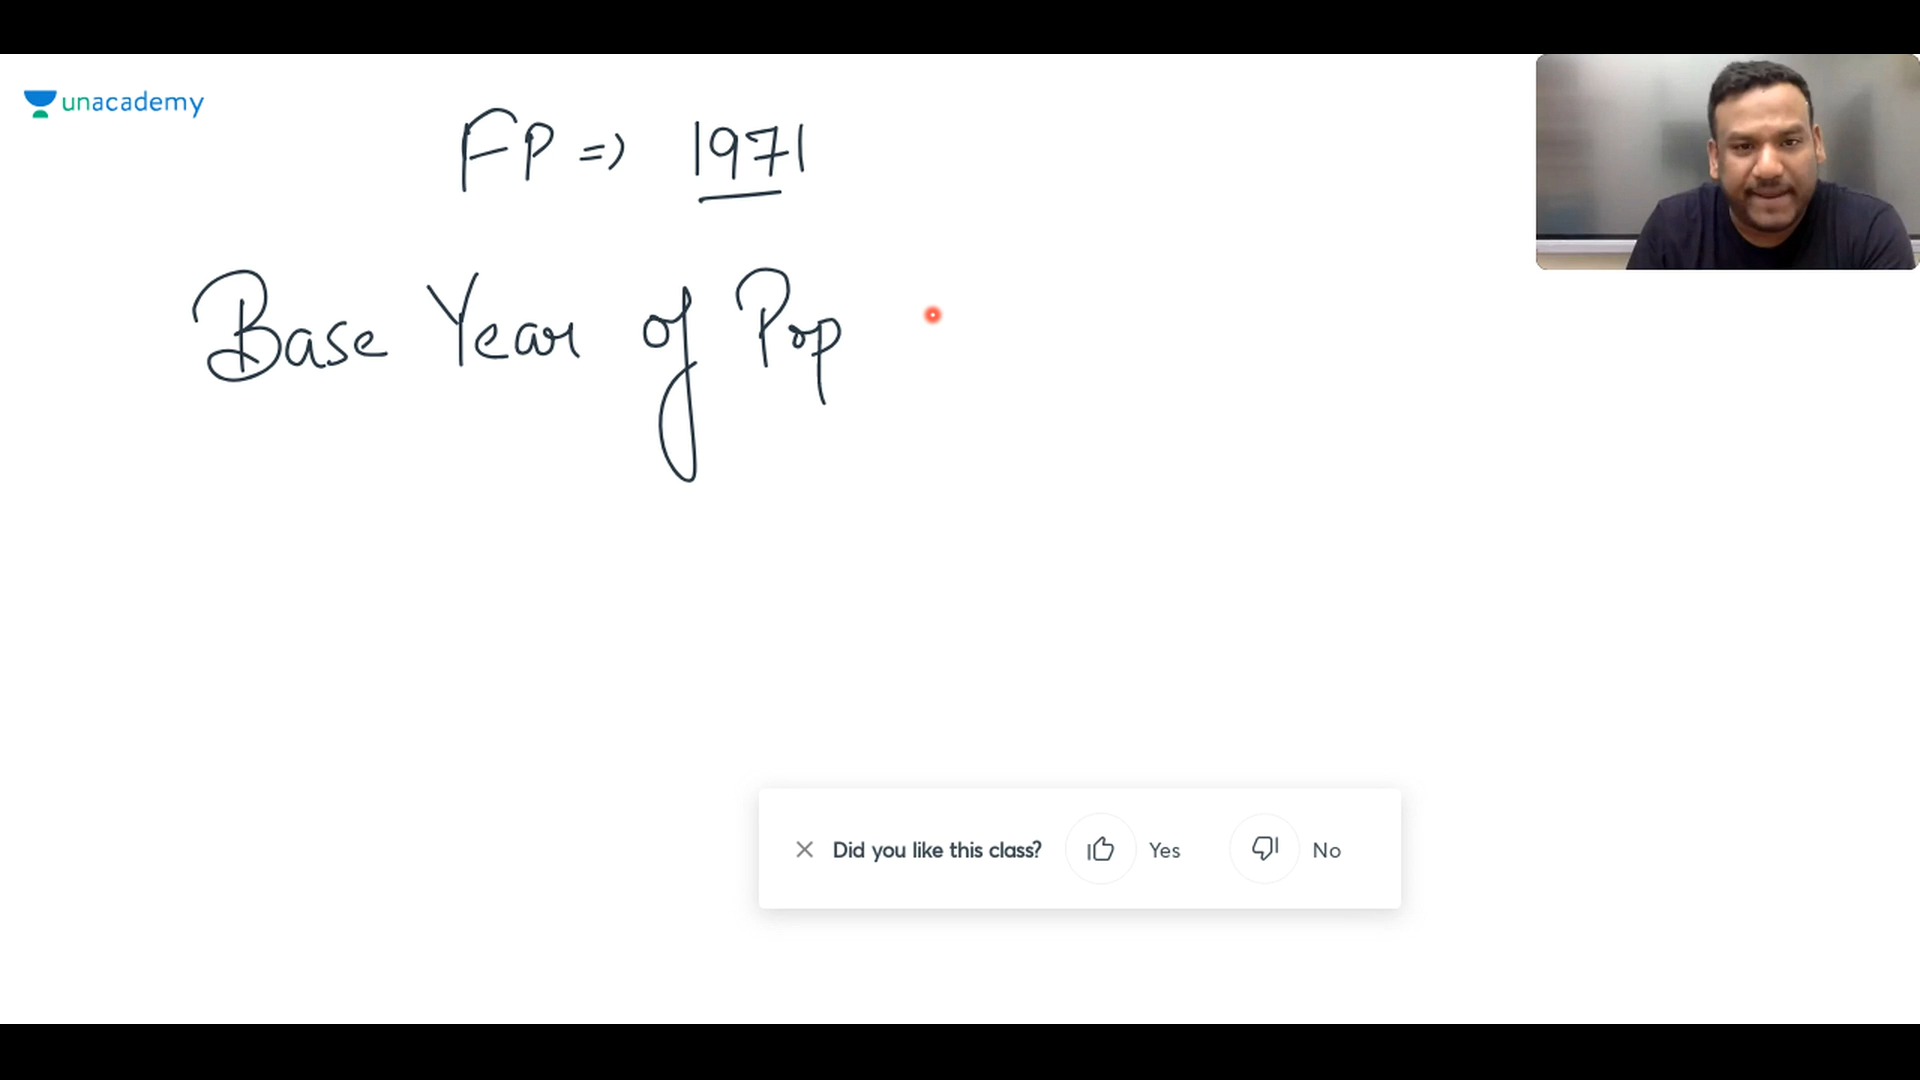 unacademy
FP => 1971
Base Year of Pop
Did you like this class? Yes No